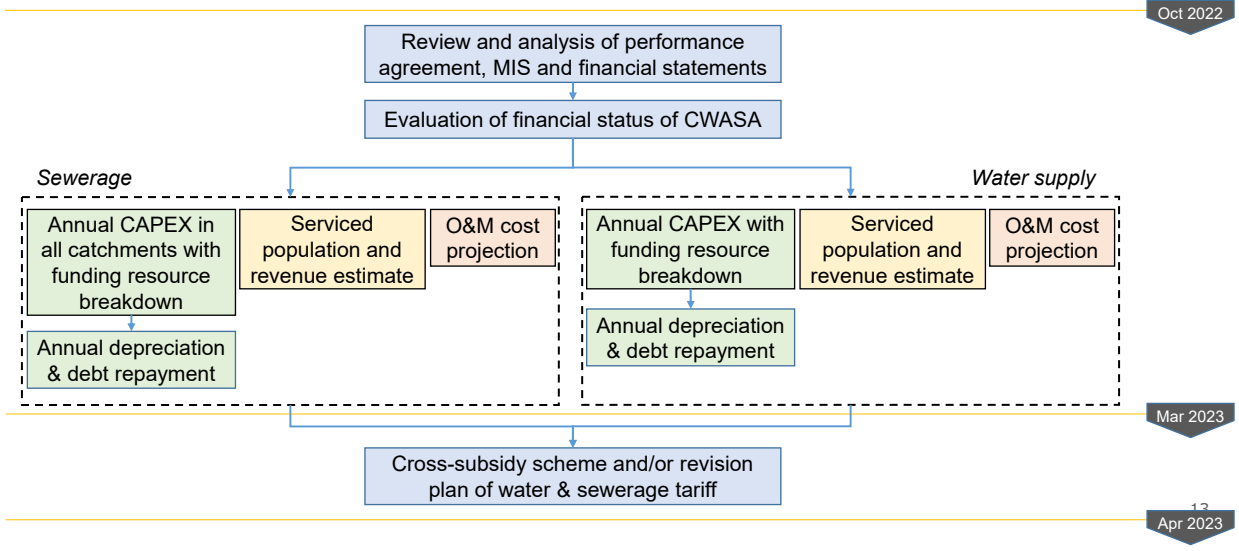 Oct 2022
Review and analysis of performance
agreement, MIS and financial statements
Evaluation of financial status of CWASA
Sewerage
Annual CAPEX in
all catchments with
funding resource
breakdown
Serviced
population and
revenue estimate
O&M cost
projection
Annual depreciation
& debt repayment
Water supply
Annual CAPEX with
funding resource
breakdown
Serviced
population and
revenue estimate
O&M cost
projection
Annual depreciation
& debt repayment
Mar 2023
Cross-subsidy scheme and/or revision
plan of water & sewerage tariff
13
Apr 2023